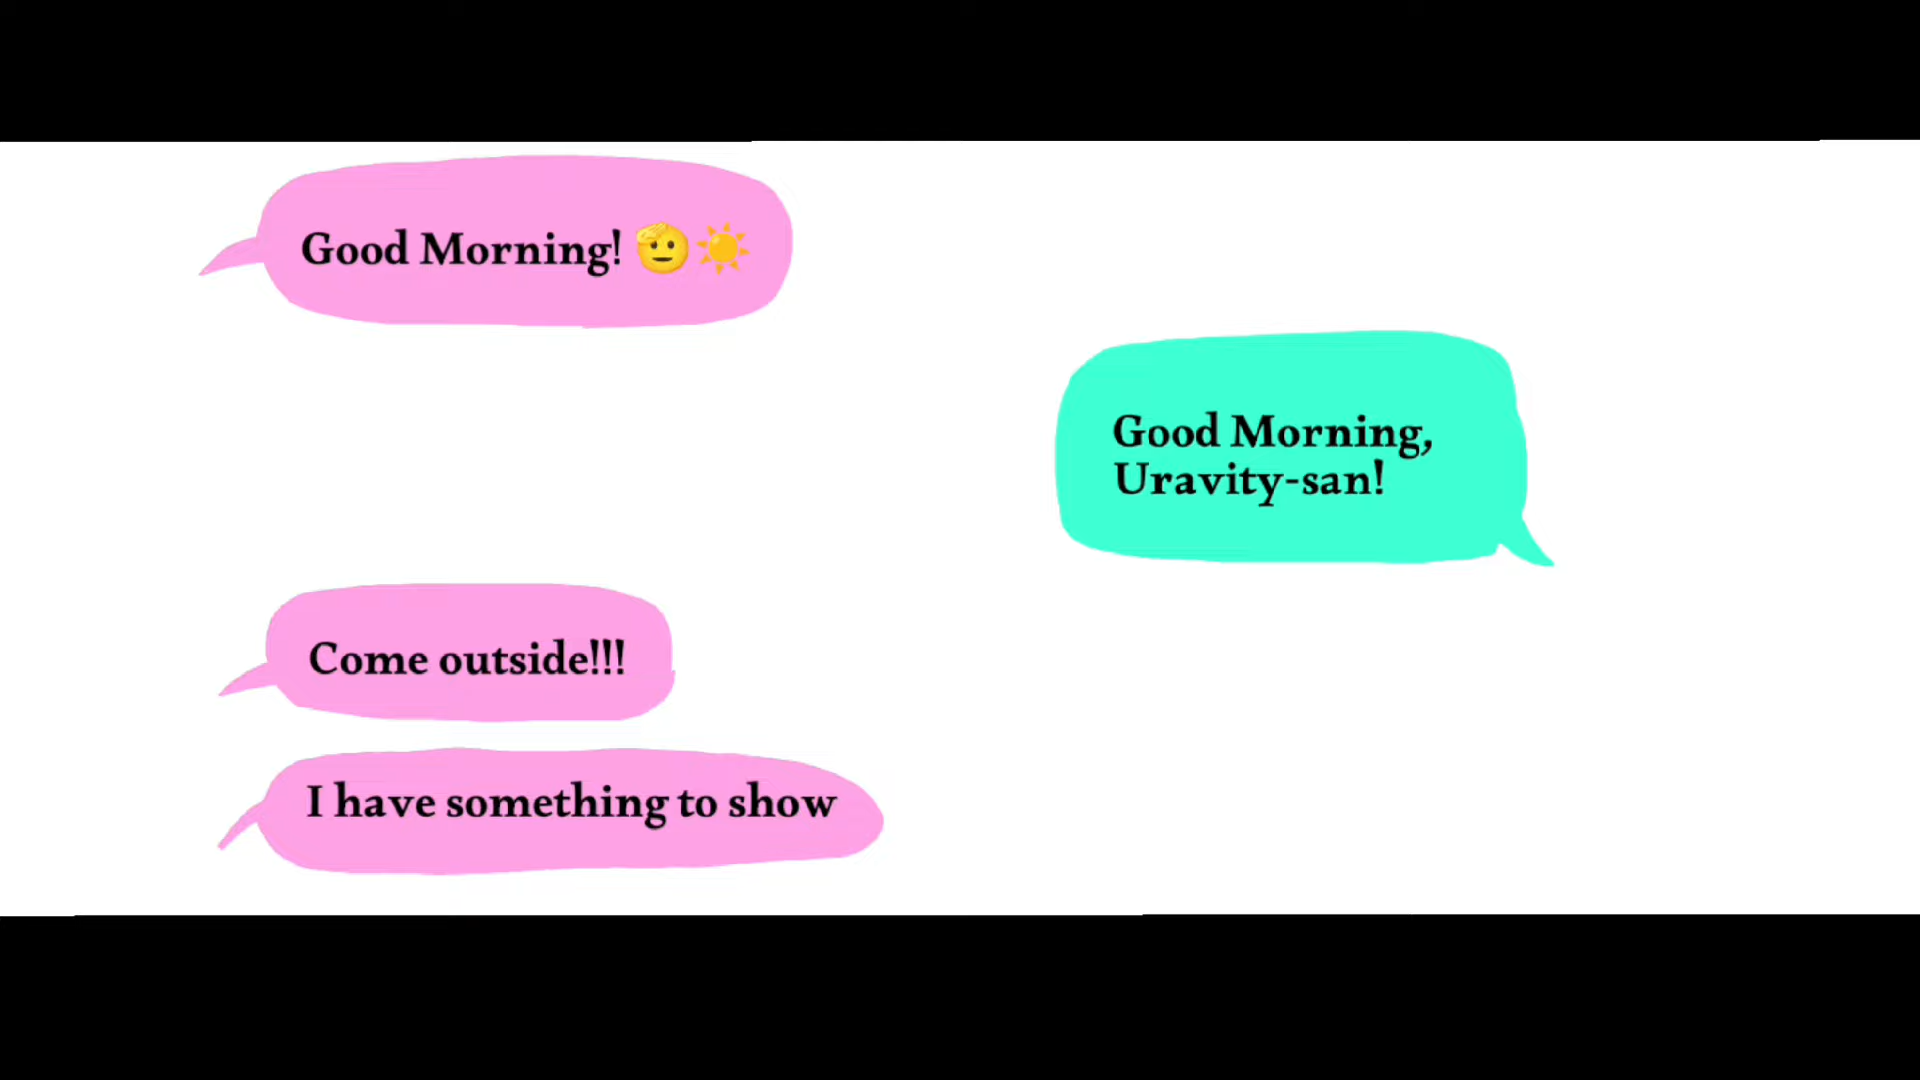 Good Morning! 🫡☀️
Good Morning,
Uravity-san!
Come outside!!!
I have something to show